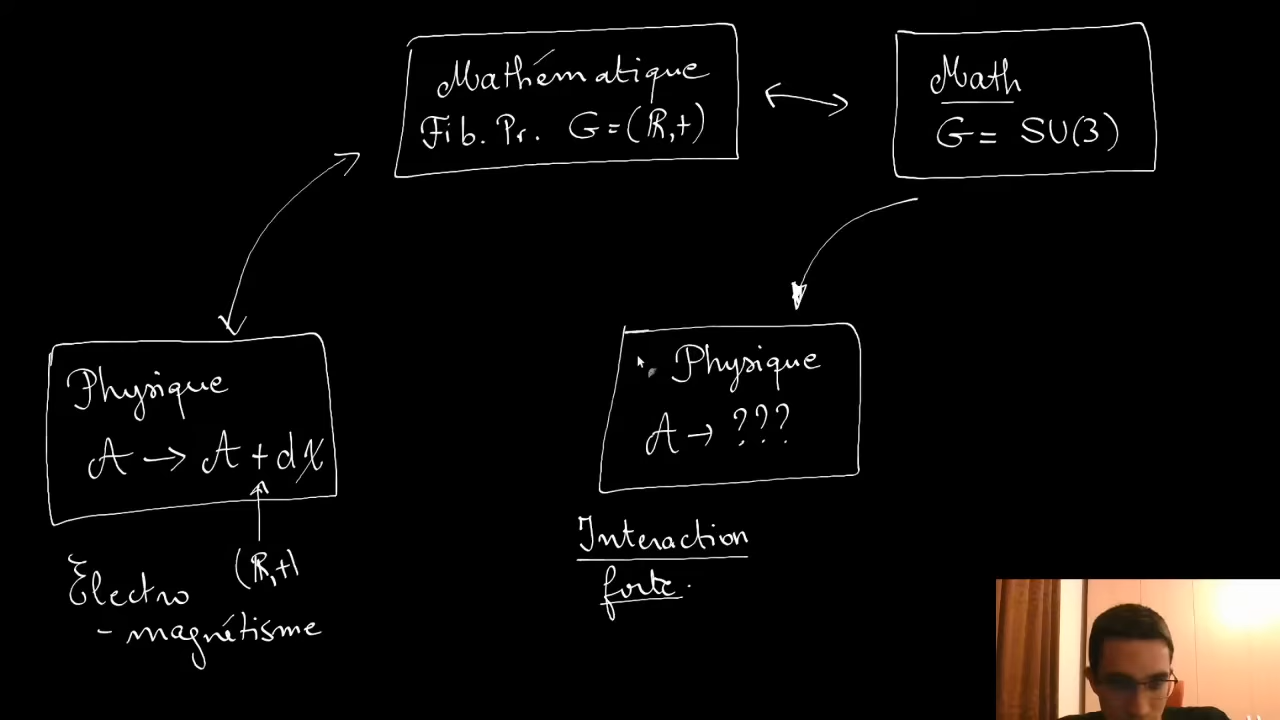 Mathématique
Fib. Pr. G = (ℝ,+)
Math
G = SU(3)
Physique
A → A + dχ
(ℝ,+)
Électro
- magnétisme
Physique
A → ???
Interaction
forte.